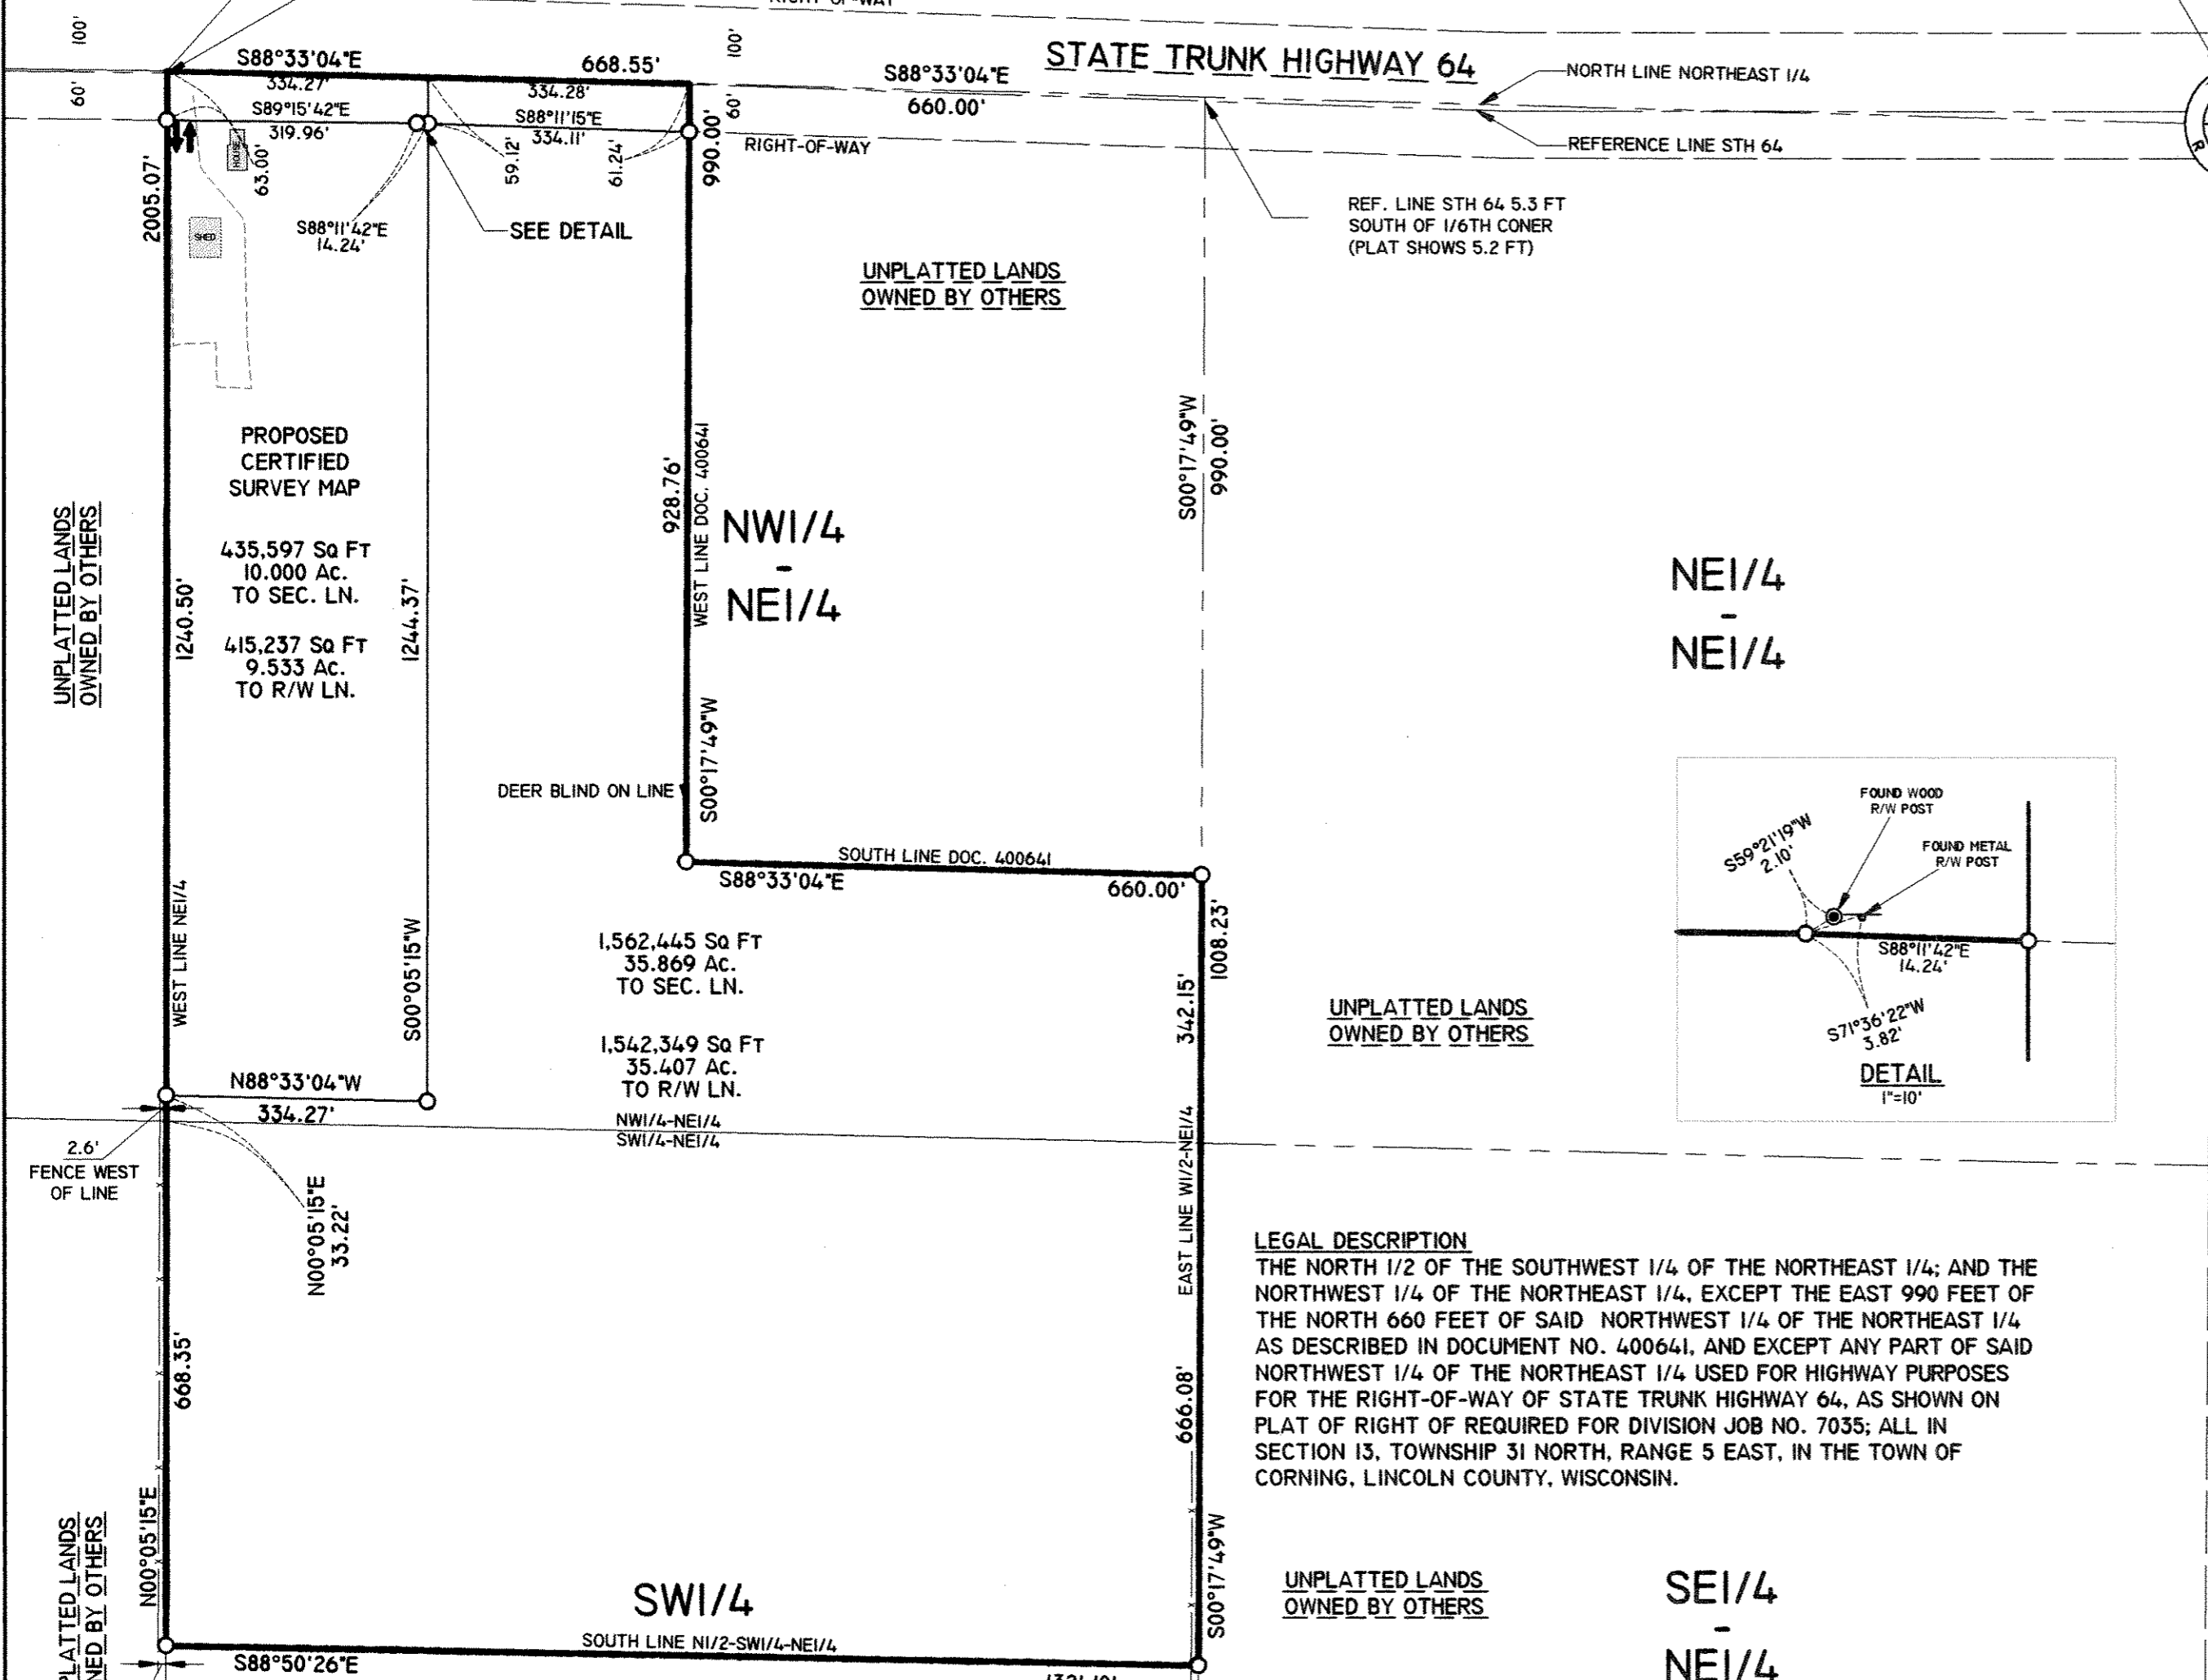 RIGHT-OF-WAY
100'
100'
S88°33'04"E
668.55'
S88°33'04"E
660.00'
STATE TRUNK HIGHWAY 64
NORTH LINE NORTHEAST 1/4
REFERENCE LINE STH 64
60'
60'
334.27'
334.28'
S89°15'42"E
319.96'
S88°11'15"E
334.11'
RIGHT-OF-WAY
R
HOUSE
63.00'
59.12'
61.24'
990.00'
2005.07'
SHED
S88°11'42"E
14.24'
SEE DETAIL
REF. LINE STH 64 5.3 FT
SOUTH OF 1/6TH CONER
(PLAT SHOWS 5.2 FT)
UNPLATTED LANDS
OWNED BY OTHERS
PROPOSED
CERTIFIED
SURVEY MAP
435,597 SQ FT
10.000 AC.
TO SEC. LN.
415,237 SQ FT
9.533 AC.
TO R/W LN.
UNPLATTED LANDS
OWNED BY OTHERS
1240.50'
1244.37'
928.76'
WEST LINE DOC. 400641
NW1/4
-
NE1/4
S00°17'49"W
990.00'
NE1/4
-
NE1/4
S00°17'49"W
DEER BLIND ON LINE
SOUTH LINE DOC. 400641
S88°33'04"E
660.00'
WEST LINE NE1/4
S00°05'15"W
1,562,445 SQ FT
35.869 AC.
TO SEC. LN.
1,542,349 SQ FT
35.407 AC.
TO R/W LN.
1008.23'
342.15'
UNPLATTED LANDS
OWNED BY OTHERS
FOUND WOOD
R/W POST
FOUND METAL
R/W POST
S59°21'19"W
2.10'
S88°11'42"E
14.24'
S71°36'22"W
3.82'
DETAIL
1"=10'
N88°33'04"W
334.27'
NW1/4-NE1/4
SW1/4-NE1/4
2.6'
FENCE WEST
OF LINE
N00°05'15"E
33.22'
EAST LINE W1/2-NE1/4
LEGAL DESCRIPTION
THE NORTH 1/2 OF THE SOUTHWEST 1/4 OF THE NORTHEAST 1/4; AND THE
NORTHWEST 1/4 OF THE NORTHEAST 1/4, EXCEPT THE EAST 990 FEET OF
THE NORTH 660 FEET OF SAID NORTHWEST 1/4 OF THE NORTHEAST 1/4
AS DESCRIBED IN DOCUMENT NO. 400641, AND EXCEPT ANY PART OF SAID
NORTHWEST 1/4 OF THE NORTHEAST 1/4 USED FOR HIGHWAY PURPOSES
FOR THE RIGHT-OF-WAY OF STATE TRUNK HIGHWAY 64, AS SHOWN ON
PLAT OF RIGHT OF REQUIRED FOR DIVISION JOB NO. 7035; ALL IN
SECTION 13, TOWNSHIP 31 NORTH, RANGE 5 EAST, IN THE TOWN OF
CORNING, LINCOLN COUNTY, WISCONSIN.
668.35'
666.08'
N00°05'15"E
S00°17'49"W
PLATTED LANDS
NED BY OTHERS
SW1/4
SOUTH LINE N1/2-SW1/4-NE1/4
S88°50'26"E
UNPLATTED LANDS
OWNED BY OTHERS
SE1/4
-
NE1/4